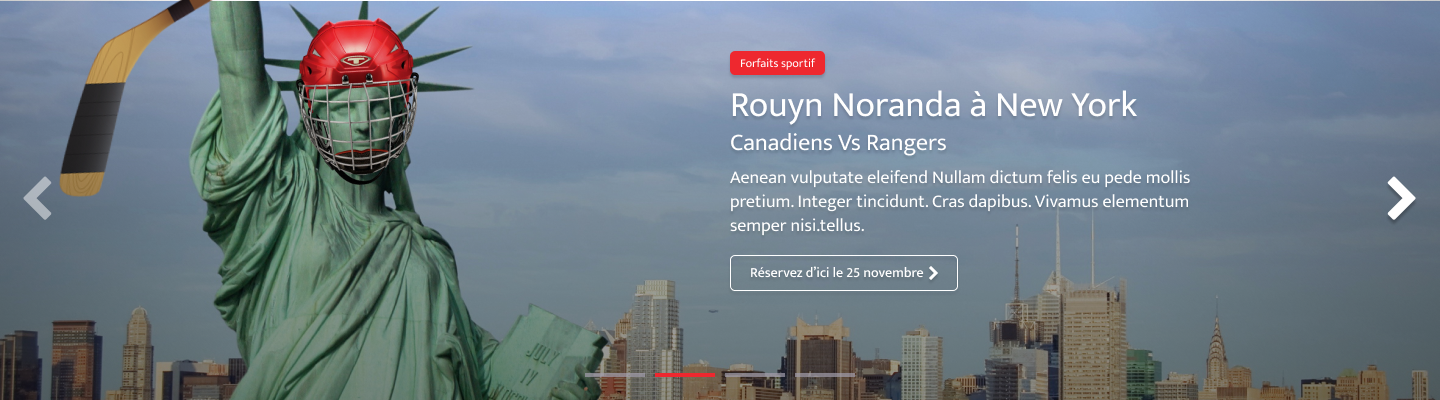 Forfaits sportif
Rouyn Noranda à New York
Canadiens Vs Rangers
Aenean vulputate eleifend Nullam dictum felis eu pede mollis
pretium. Integer tincidunt. Cras dapibus. Vivamus elementum
semper nisi.tellus.
Réservez d’ici le 25 novembre
JULY